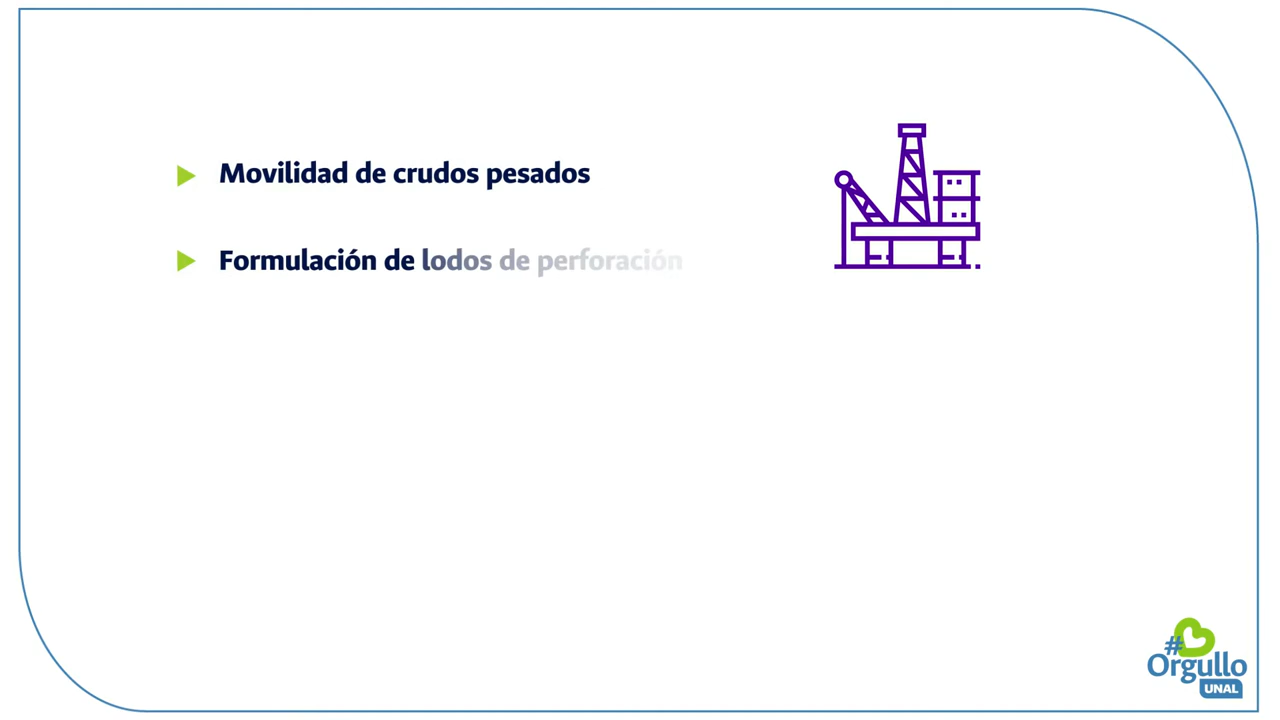 Movilidad de crudos pesados
Formulación de lodos de perforación
#Orgullo
UNAL